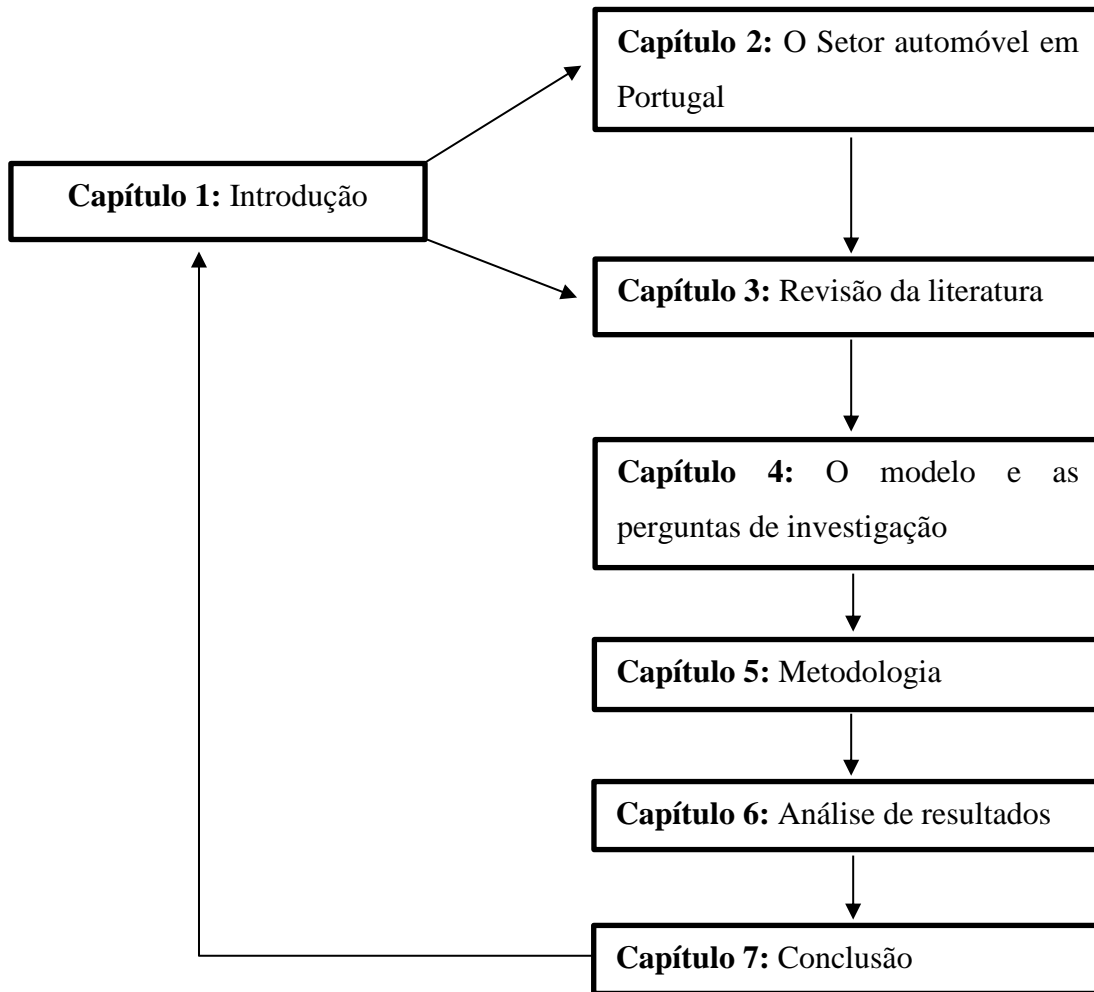 Capítulo 2: O Setor automóvel em
Portugal
Capítulo 1: Introdução
Capítulo 3: Revisão da literatura
Capítulo 4: O modelo e as
perguntas de investigação
Capítulo 5: Metodologia
Capítulo 6: Análise de resultados
Capítulo 7: Conclusão